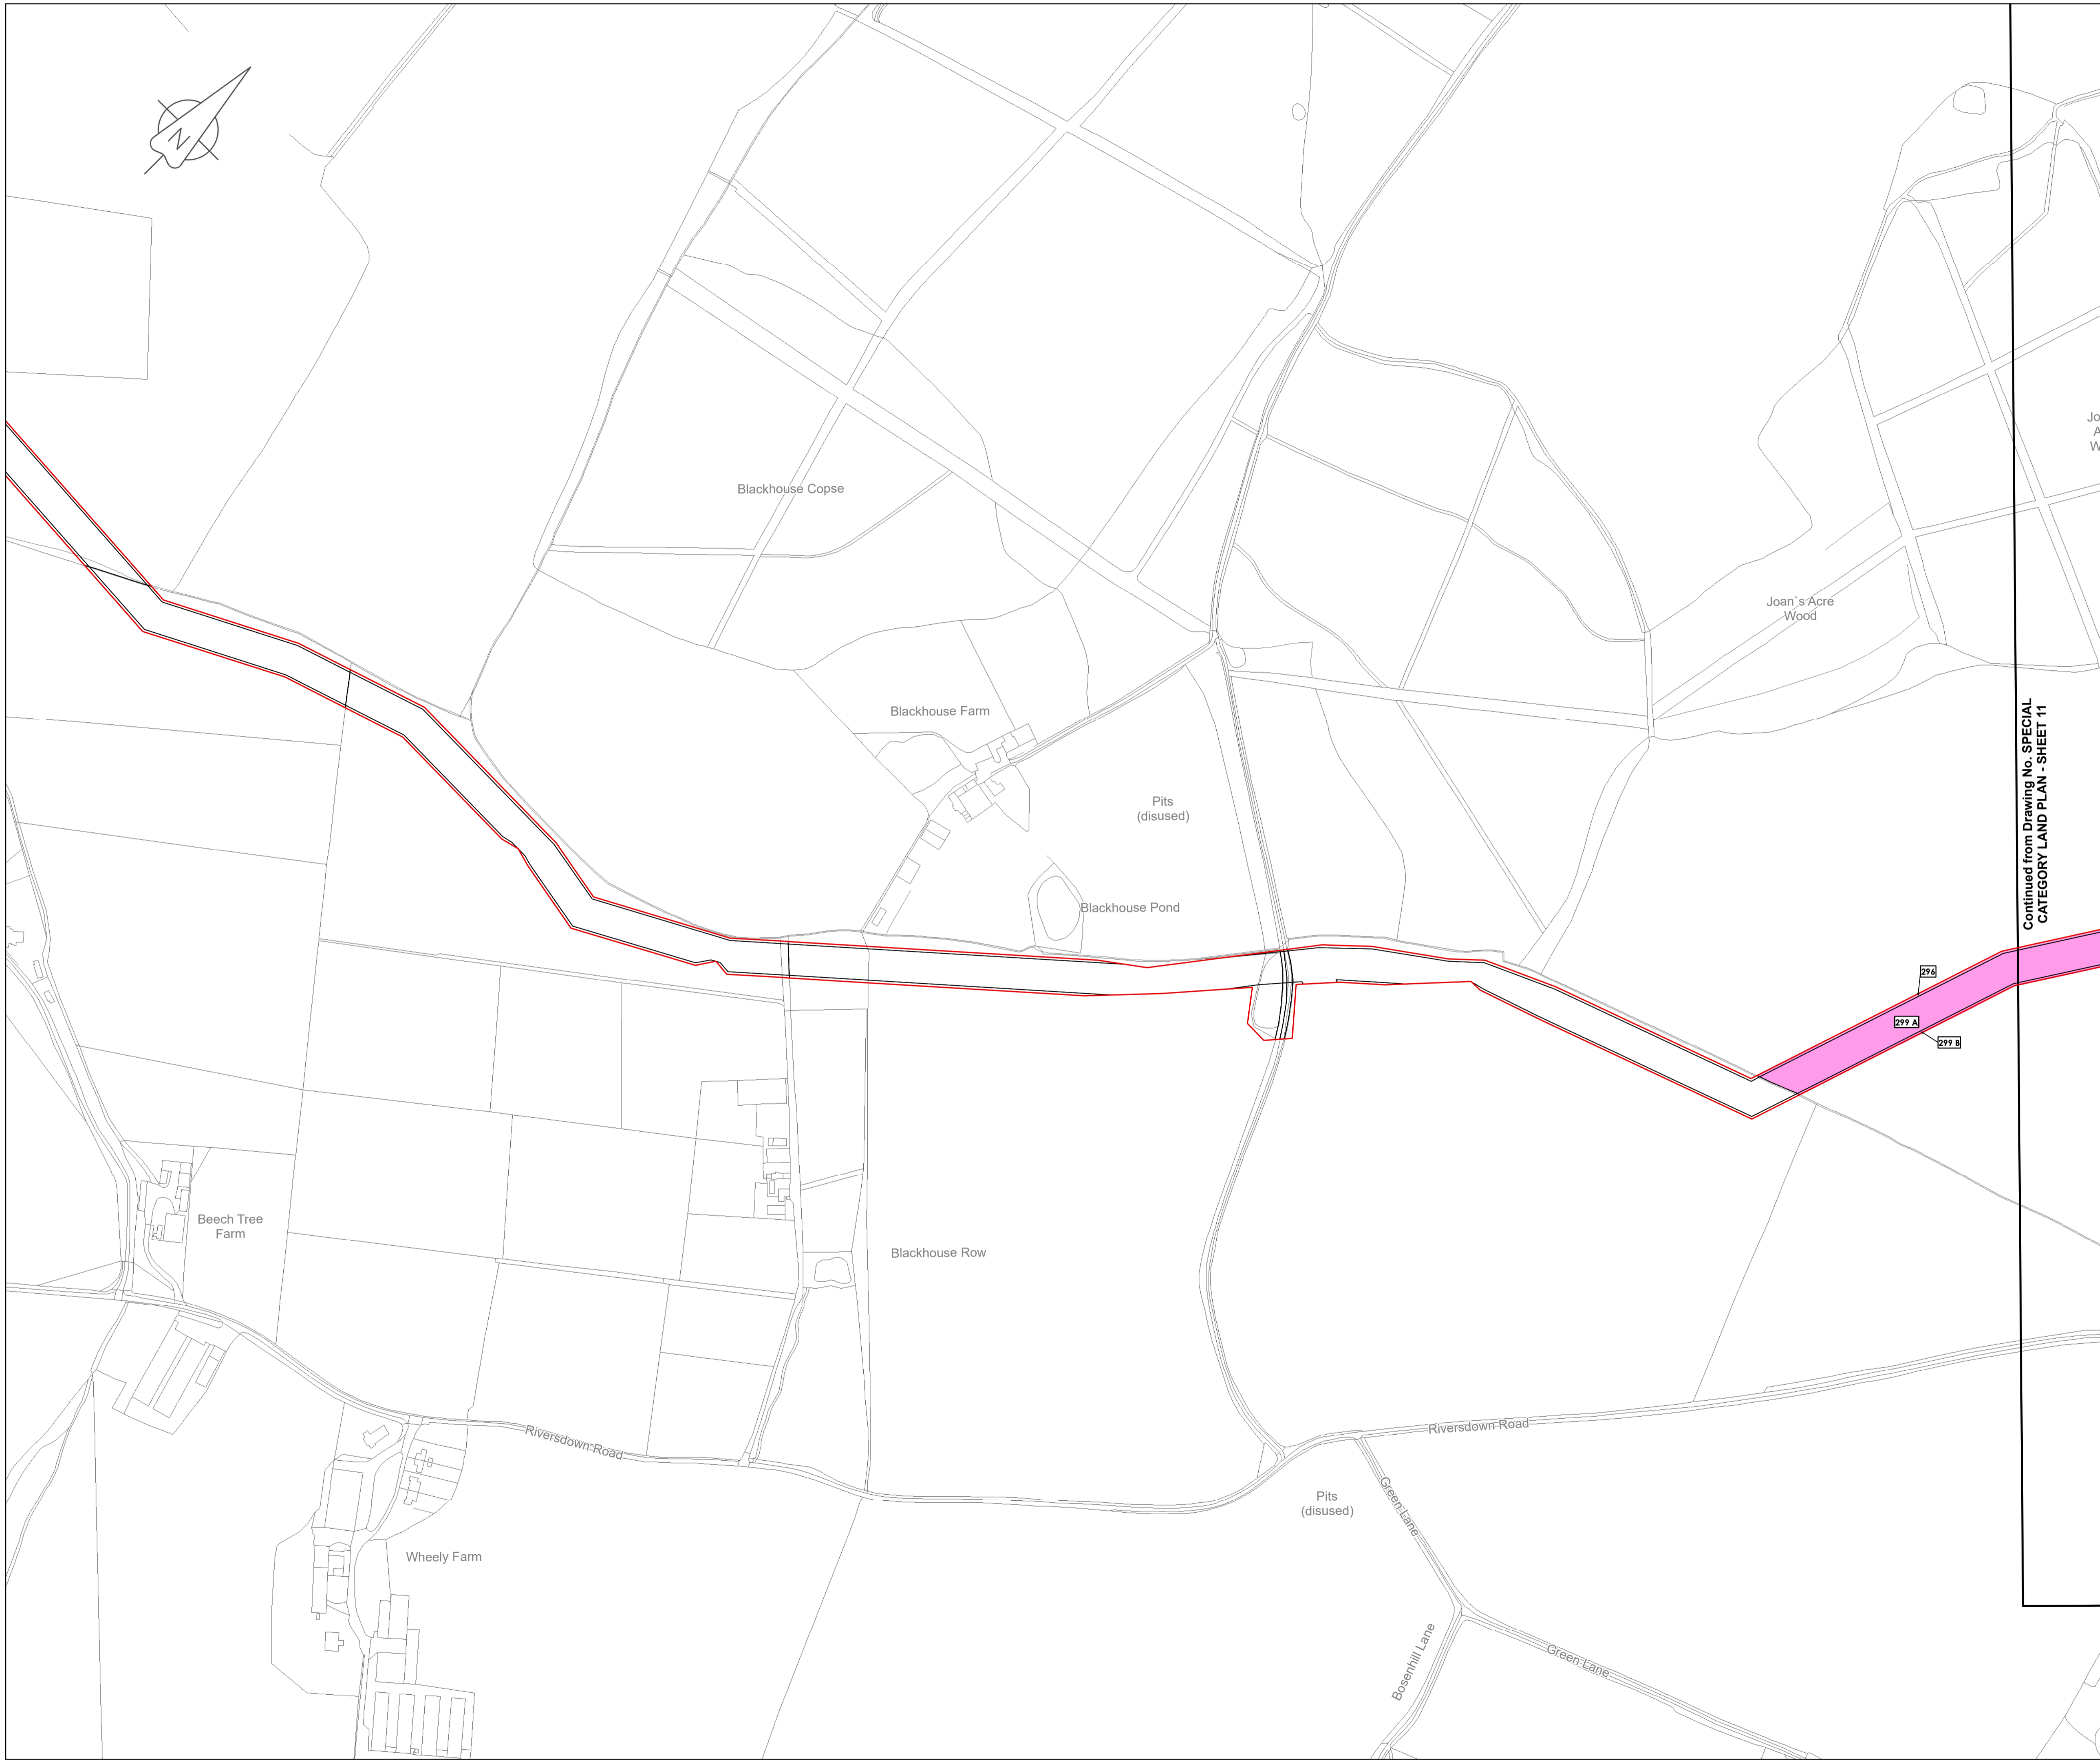 N
Blackhouse Copse
Jo
A
W
Joan`s Acre
Wood
Blackhouse Farm
Pits
(disused)
Blackhouse Pond
Continued from Drawing No. SPECIAL
CATEGORY LAND PLAN - SHEET 11
296
299 A
299 B
Beech Tree
Farm
Blackhouse Row
Riversdown Road
Riversdown Road
Pits
(disused)
Green Lane
Wheely Farm
Bosenhill Lane
Green Lane